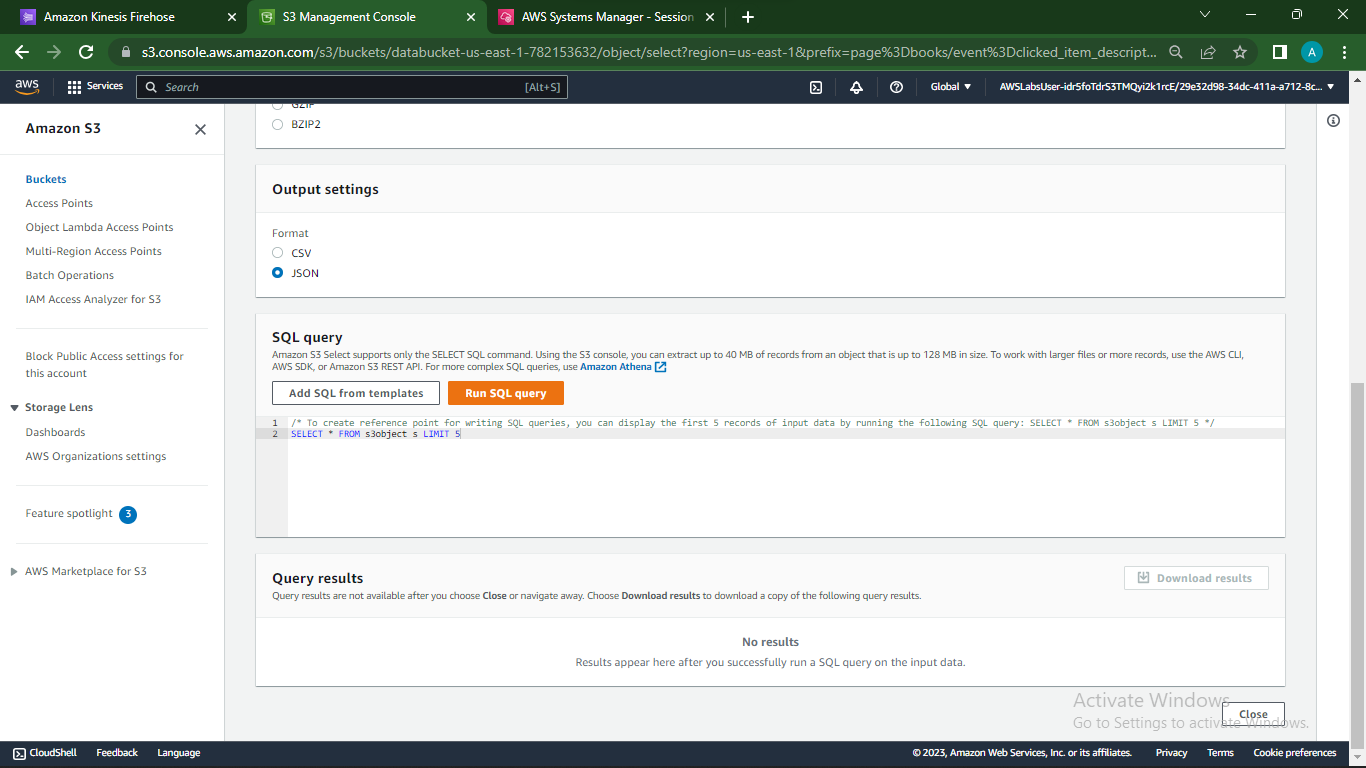 Amazon Kinesis Firehose
S3 Management Console
AWS Systems Manager - Session
s3.console.aws.amazon.com/s3/buckets/databucket-us-east-1-782153632/object/select?region=us-east-1&prefix=page%3Dbooks/event%3Dclicked_item_descript...
A
aws
Services
Search
[Alt+S]
Global
AWSLabsUser-idr5foTdrS3TMQyi2k1rcE/29e32d98-34dc-411a-a712-8c...
Amazon S3
Buckets
Access Points
Object Lambda Access Points
Multi-Region Access Points
Batch Operations
IAM Access Analyzer for S3
Block Public Access settings for
this account
Storage Lens
Dashboards
AWS Organizations settings
Feature spotlight 3
AWS Marketplace for S3
GZIP
BZIP2
Output settings
Format
CSV
JSON
SQL query
Amazon S3 Select supports only the SELECT SQL command. Using the S3 console, you can extract up to 40 MB of records from an object that is up to 128 MB in size. To work with larger files or more records, use the AWS CLI,
AWS SDK, or Amazon S3 REST API. For more complex SQL queries, use Amazon Athena
Add SQL from templates
Run SQL query
1 /* To create reference point for writing SQL queries, you can display the first 5 records of input data by running the following SQL query: SELECT * FROM s3object s LIMIT 5 */
2 SELECT * FROM s3object s LIMIT 5
Query results
Download results
Query results are not available after you choose Close or navigate away. Choose Download results to download a copy of the following query results.
No results
Results appear here after you successfully run a SQL query on the input data.
Activate Windows
Go to Settings to activate Windows.
Close
CloudShell
Feedback
Language
© 2023, Amazon Web Services, Inc. or its affiliates.
Privacy
Terms
Cookie preferences